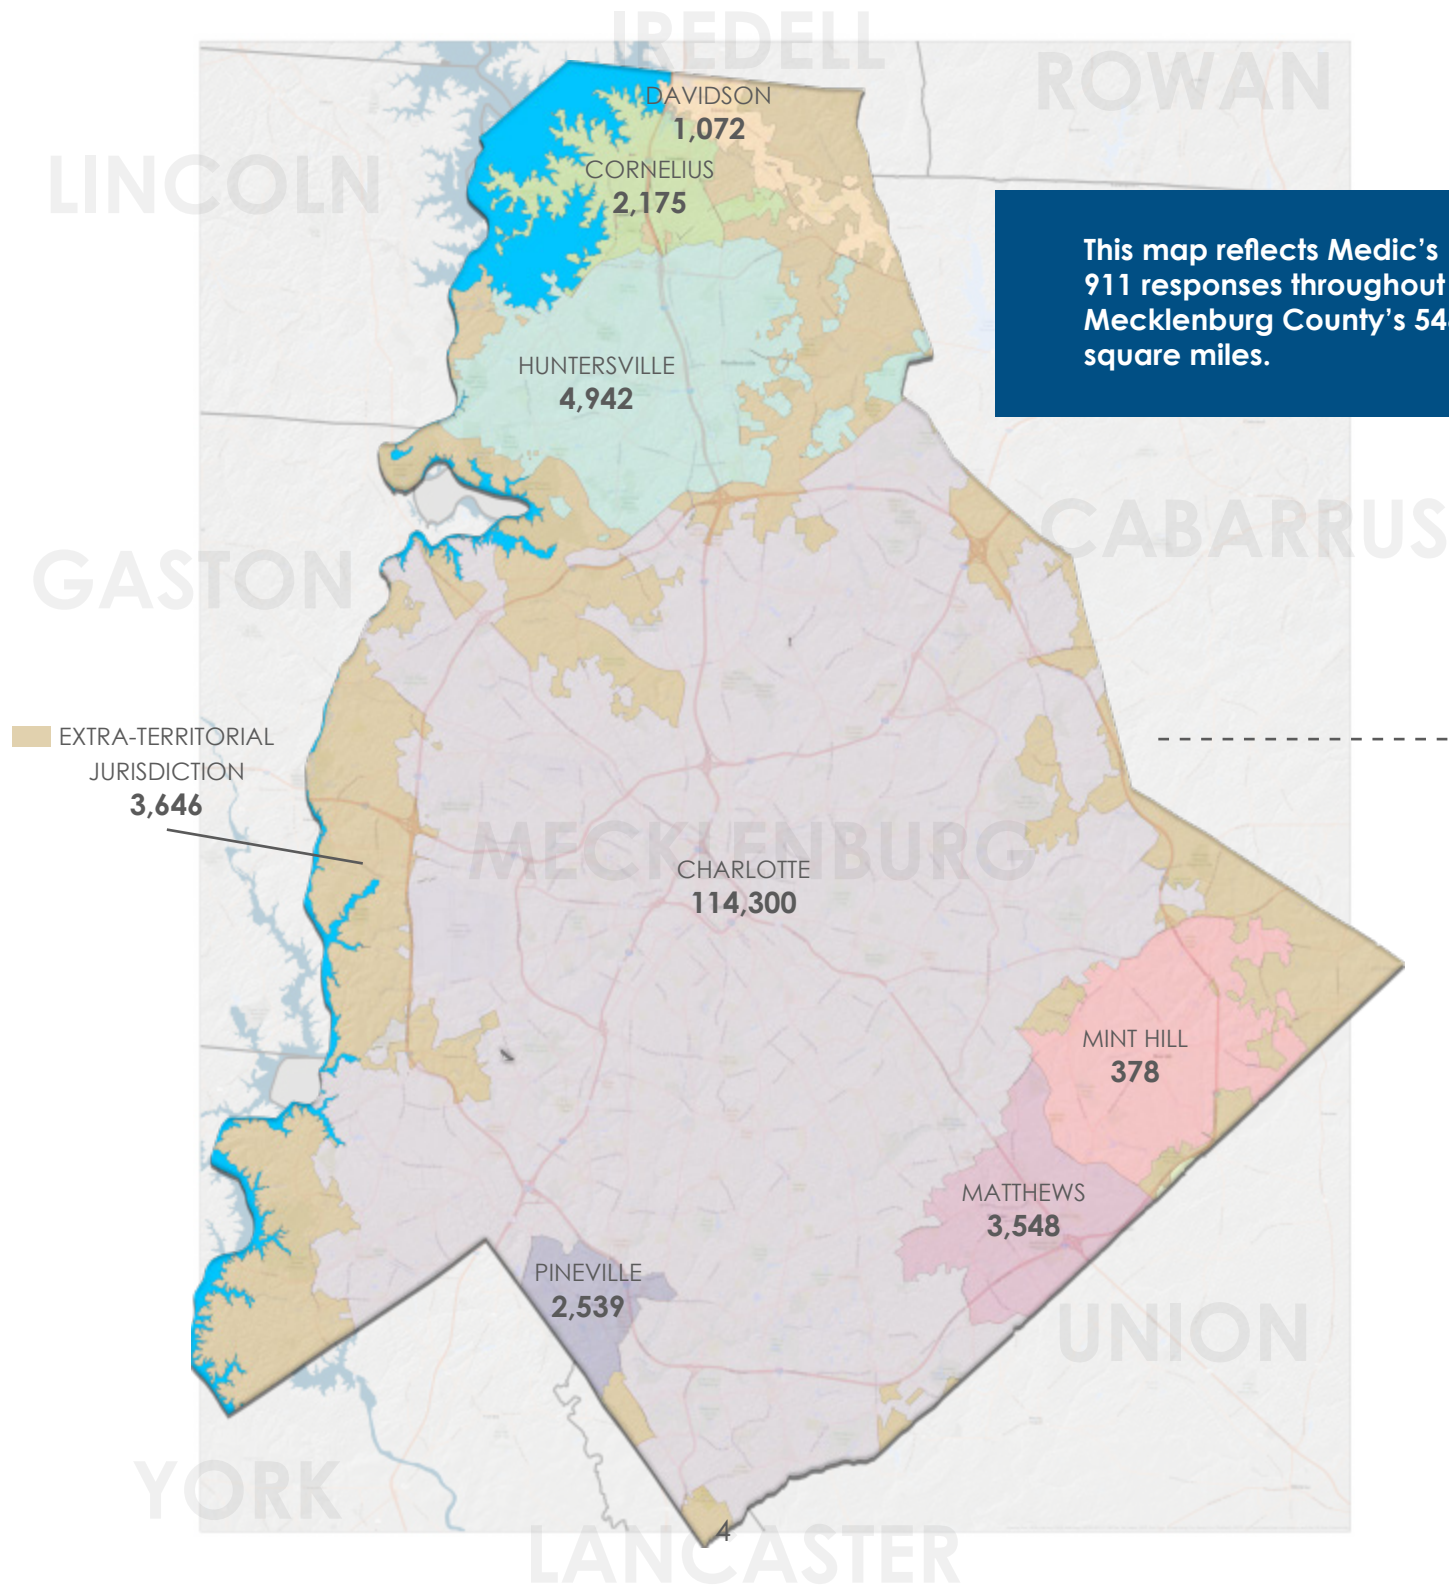 IREDELL
ROWAN
DAVIDSON
1,072
LINCOLN
CORNELIUS
2,175
This map reflects Medic's
911 responses throughout
Mecklenburg County's
square miles.
HUNTERSVILLE
4,942
CABARRUS
GASTON
EXTRA-TERRITORIAL
JURISDICTION
3,646
MECKLENBURG
CHARLOTTE
114,300
MINT HILL
378
MATTHEWS
3,548
PINEVILLE
2,539
UNION
YORK
4
LANCASTER